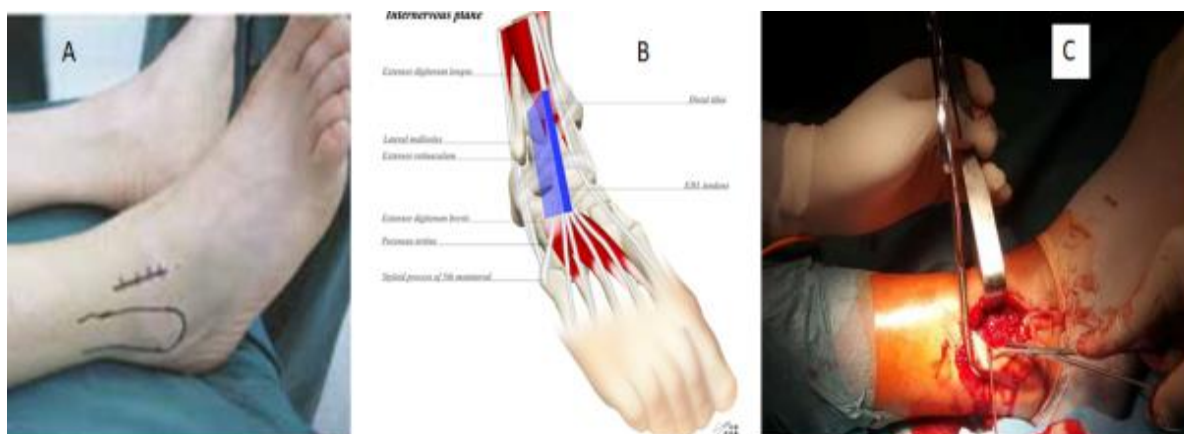 A
Internervous plane
B
C
Extensor digitorum longus
Distal tibia
Lateral malleolus
Extensor retinaculum
EDL tendons
Extensor digitorum brevis
Peroneus tertius
Styloid process of 5th metatarsal